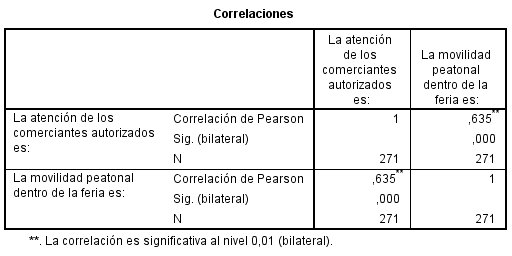 Correlaciones
La atención
de los
comerciantes
autorizados
es:
La movilidad
peatonal
dentro de la
feria es:
La atención de los
comerciantes autorizados
es:
Correlación de Pearson 1 ,635**
Sig. (bilateral) ,000
N 271 271
La movilidad peatonal
dentro de la feria es:
Correlación de Pearson ,635** 1
Sig. (bilateral) ,000
N 271 271
**. La correlación es significativa al nivel 0,01 (bilateral).